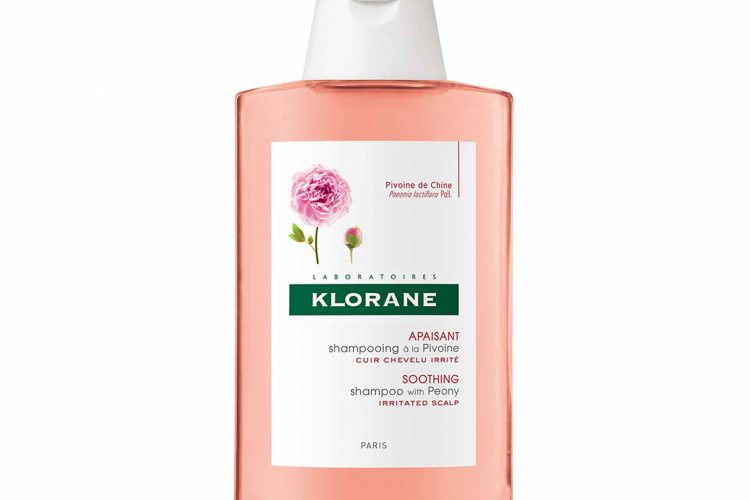 Pivoine de Chine
Paeonia lactiflora Pall.
LABORATOIRES
KLORANE
APAISANT
shampooing à la Pivoine
CUIR CHEVELU IRRITÉ
SOOTHING
shampoo with Peony
IRRITATED SCALP
PARIS